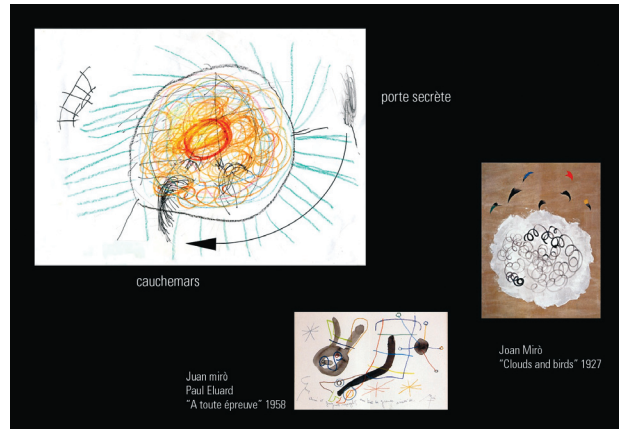 porte secrète
cauchemars
Joan Mirò
“Clouds and birds” 1927
Juan mirò
Paul Eluard
“A toute épreuve” 1958